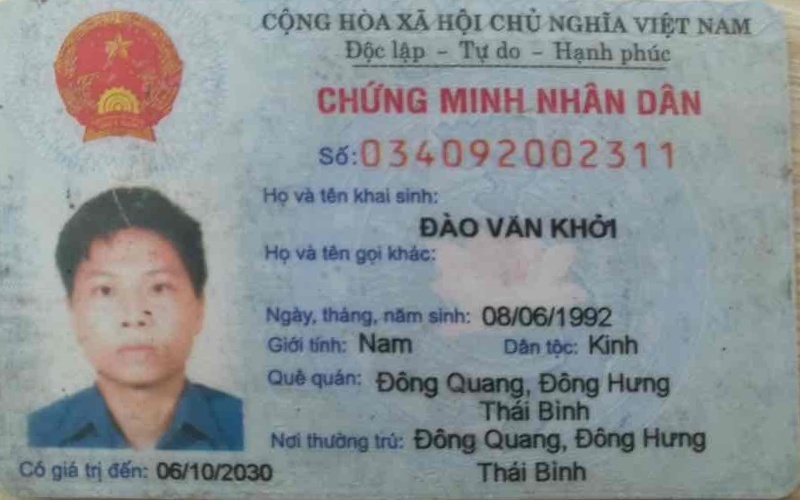 CỘNG HÒA XÃ HỘI CHỦ NGHĨA VIỆT NAM
Độc lập - Tự do - Hạnh phúc
CHỨNG MINH NHÂN DÂN
Số: 034092002311
Họ và tên khai sinh:
ĐÀO VĂN KHỞI
Họ và tên gọi khác:
Ngày, tháng, năm sinh: 08/06/1992
Giới tính: Nam Dân tộc: Kinh
Quê quán: Đông Quang, Đông Hưng
Thái Bình
Nơi thường trú: Đông Quang, Đông Hưng
Thái Bình
Có giá trị đến: 06/10/2030